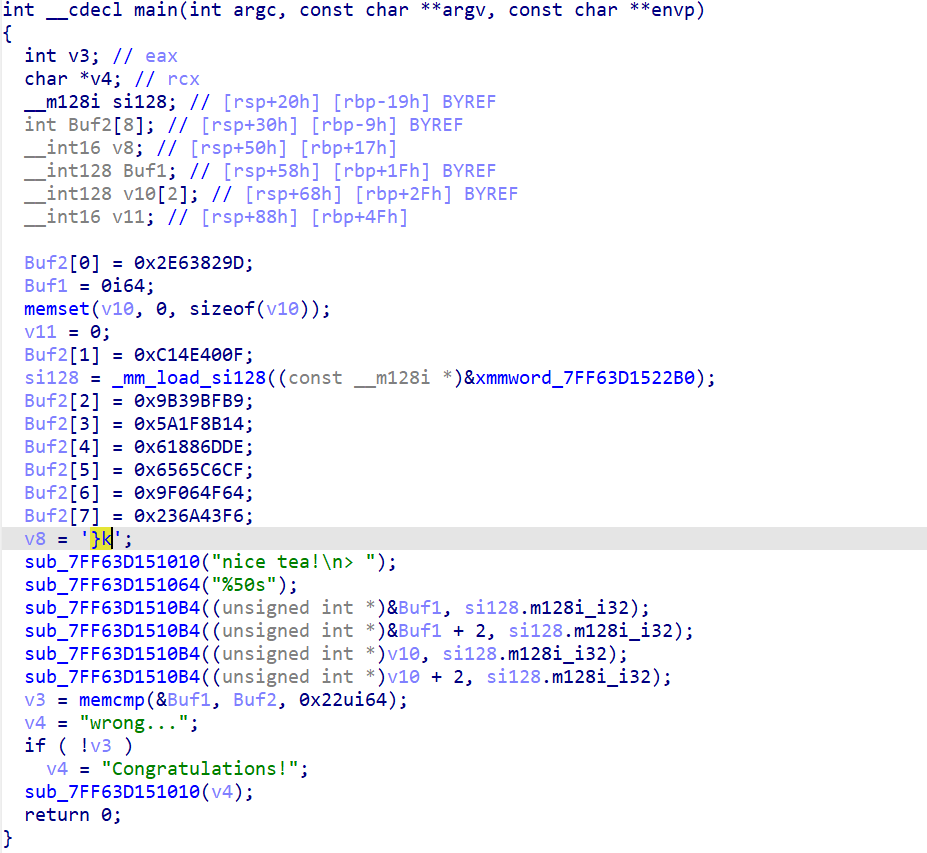 int __cdecl main(int argc, const char **argv, const char **envp)
{
  int v3; // eax
  char *v4; // rcx
  __m128i si128; // [rsp+20h] [rbp-19h] BYREF
  int Buf2[8]; // [rsp+30h] [rbp-9h] BYREF
  __int16 v8; // [rsp+50h] [rbp+17h]
  __int128 Buf1; // [rsp+58h] [rbp+1Fh] BYREF
  __int128 v10[2]; // [rsp+68h] [rbp+2Fh] BYREF
  __int16 v11; // [rsp+88h] [rbp+4Fh]

  Buf2[0] = 0x2E63829D;
  Buf1 = 0i64;
  memset(v10, 0, sizeof(v10));
  v11 = 0;
  Buf2[1] = 0xC14E400F;
  si128 = _mm_load_si128((const __m128i *)&xmmword_7FF63D1522B0);
  Buf2[2] = 0x9B39BFB9;
  Buf2[3] = 0x5A1F8B14;
  Buf2[4] = 0x61886DDE;
  Buf2[5] = 0x6565C6CF;
  Buf2[6] = 0x9F064F64;
  Buf2[7] = 0x236A43F6;
  v8 = '}k';
  sub_7FF63D151010("nice tea!\n> ");
  sub_7FF63D151064("%50s");
  sub_7FF63D1510B4((unsigned int *)&Buf1, si128.m128i_i32);
  sub_7FF63D1510B4((unsigned int *)&Buf1 + 2, si128.m128i_i32);
  sub_7FF63D1510B4((unsigned int *)v10, si128.m128i_i32);
  sub_7FF63D1510B4((unsigned int *)v10 + 2, si128.m128i_i32);
  v3 = memcmp(&Buf1, Buf2, 0x22ui64);
  v4 = "wrong...";
  if ( !v3 )
    v4 = "Congratulations!";
  sub_7FF63D151010(v4);
  return 0;
}